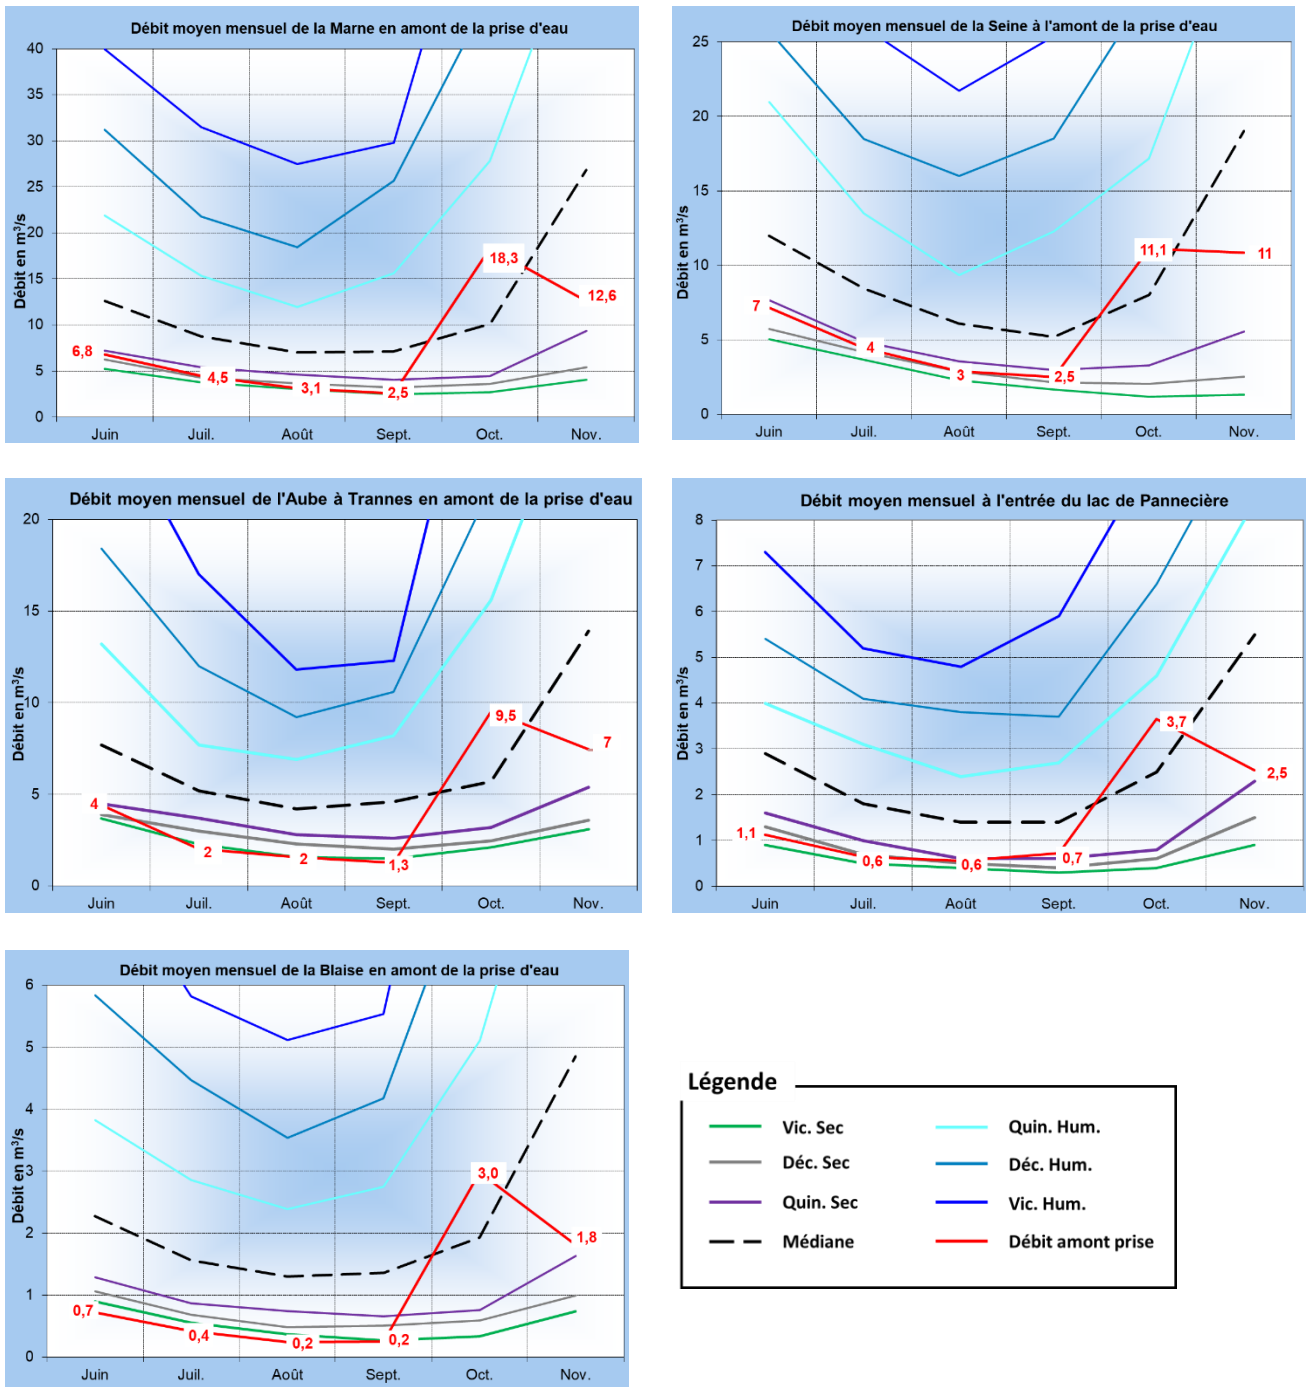 Débit moyen mensuel de la Marne en amont de la prise d'eau
Débit en m³/s
40
35
30
25
20
15
10
5
0
6,8
4,5
3,1
2,5
18,3
12,6
Juin Juil. Août Sept. Oct. Nov.
Débit moyen mensuel de la Seine à l'amont de la prise d'eau
Débit en m³/s
25
20
15
10
5
0
7
4
3
2,5
11,1
11
Juin Juil. Août Sept. Oct. Nov.
Débit moyen mensuel de l'Aube à Trannes en amont de la prise d'eau
Débit en m³/s
20
15
10
5
0
4
2
2
1,3
9,5
7
Juin Juil. Août Sept. Oct. Nov.
Débit moyen mensuel à l'entrée du lac de Pannecière
Débit en m³/s
8
7
6
5
4
3
2
1
0
1,1
0,6
0,6
0,7
3,7
2,5
Juin Juil. Août Sept. Oct. Nov.
Débit moyen mensuel de la Blaise en amont de la prise d'eau
Débit en m³/s
6
5
4
3
2
1
0
0,7
0,4
0,2
0,2
3,0
1,8
Juin Juil. Août Sept. Oct. Nov.
Légende
Vic. Sec
Déc. Sec
Quin. Sec
Médiane
Quin. Hum.
Déc. Hum.
Vic. Hum.
Débit amont prise